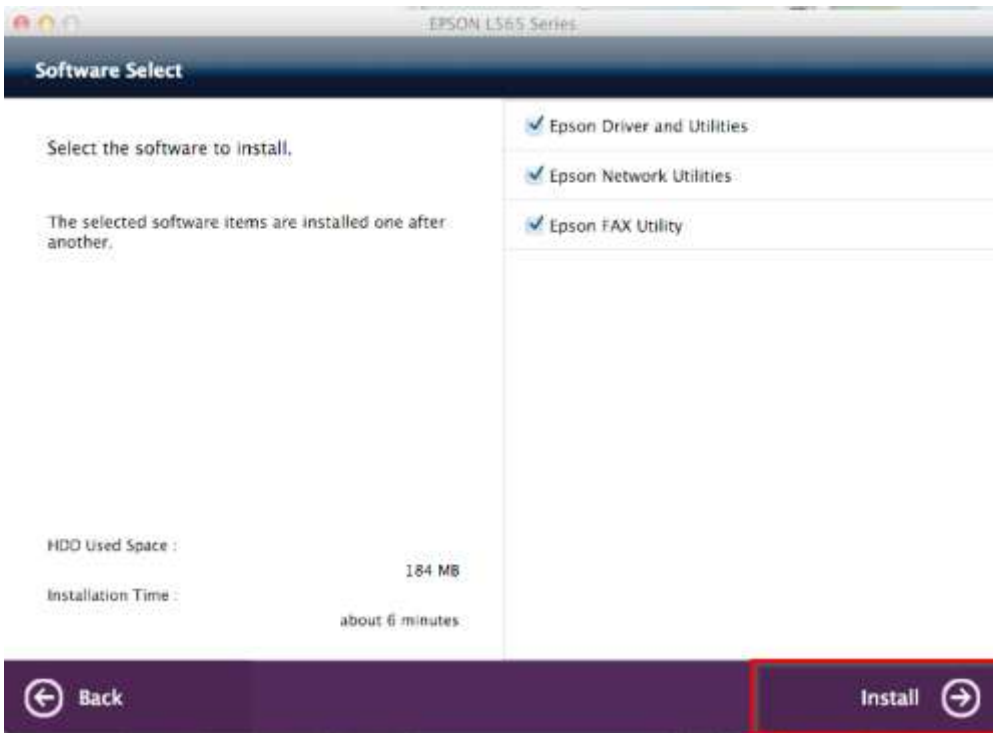 EPSON L565 Series
Software Select
Select the software to install.
The selected software items are installed one after
another.
Epson Driver and Utilities
Epson Network Utilities
Epson FAX Utility
HDD Used Space :
184 MB
Installation Time :
about 6 minutes
Back
Install